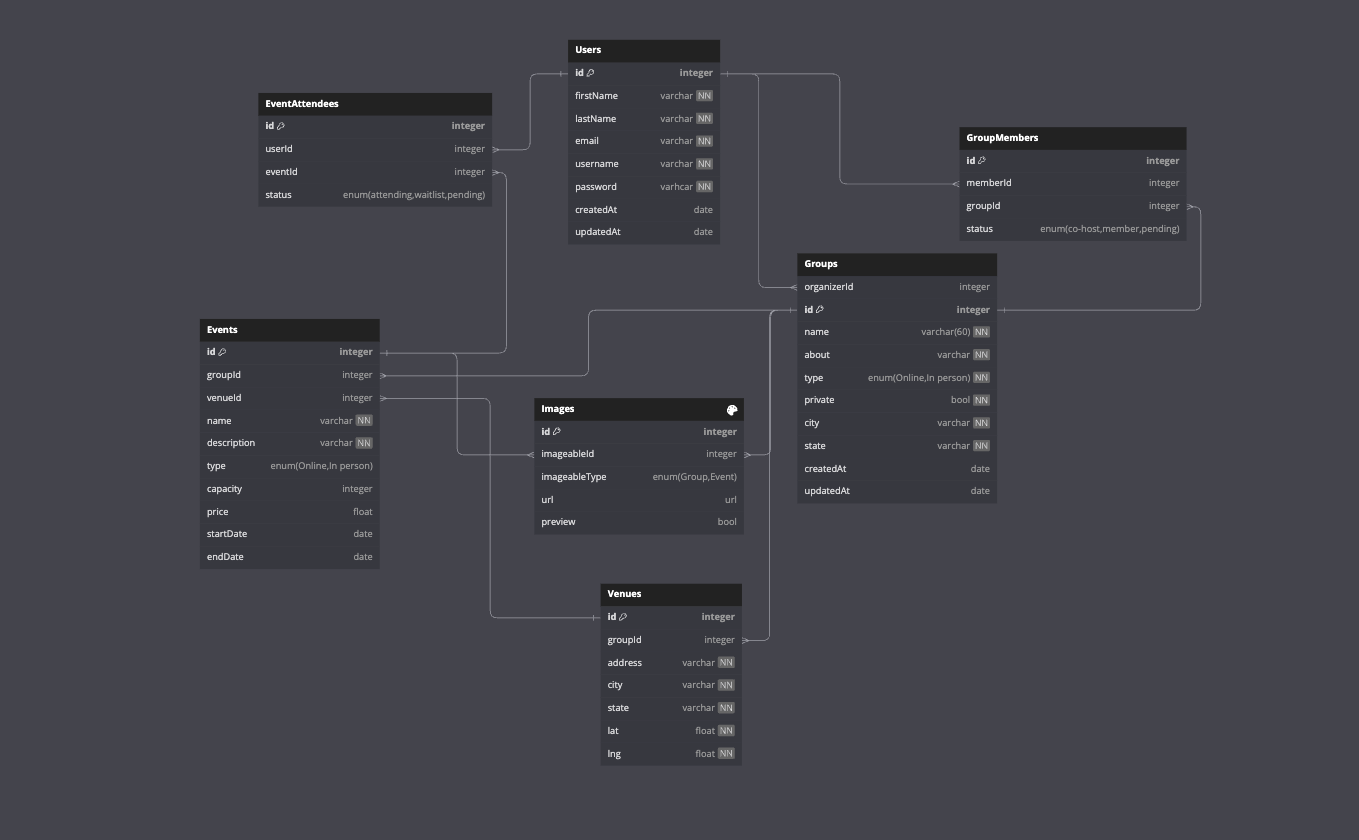 Users
id integer
firstName varchar NN
lastName varchar NN
email varchar NN
username varchar NN
password varhcar NN
createdAt date
updatedAt date
EventAttendees
id integer
userId integer
eventId integer
status enum(attending,waitlist,pending)
GroupMembers
id integer
memberId integer
groupId integer
status enum(co-host,member,pending)
Groups
organizerId integer
id integer
name varchar(60) NN
about varchar NN
type enum(Online,In person) NN
private bool NN
city varchar NN
state varchar NN
createdAt date
updatedAt date
Events
id integer
groupId integer
venueId integer
name varchar NN
description varchar NN
type enum(Online,In person)
capacity integer
price float
startDate date
endDate date
Images
id integer
imageableId integer
imageableType enum(Group,Event)
url url
preview bool
Venues
id integer
groupId integer
address varchar NN
city varchar NN
state varchar NN
lat float NN
lng float NN